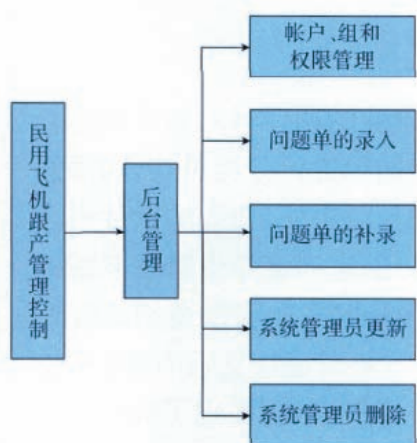 民用飞机跟产管理控制
后台管理
帐户、组和
权限管理
问题单的录入
问题单的补录
系统管理员更新
系统管理员删除